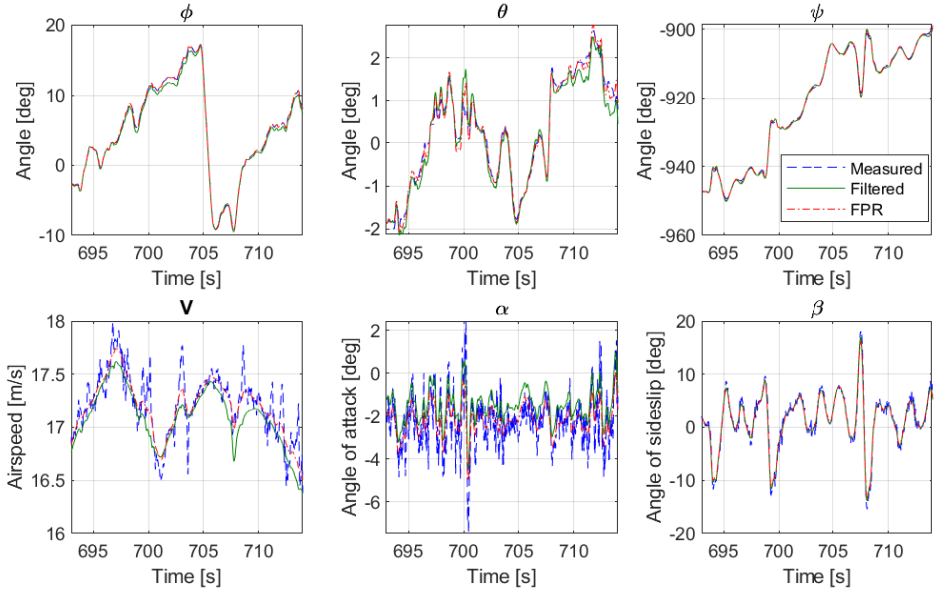 ϕ
Angle [deg]
20
10
0
-10
695 700 705 710
Time [s]
θ
Angle [deg]
2
1
0
-1
-2
695 700 705 710
Time [s]
ψ
Angle [deg]
-900
-920
-940
-960
695 700 705 710
Time [s]
Measured
Filtered
FPR
V
Airspeed [m/s]
18
17.5
17
16.5
16
695 700 705 710
Time [s]
α
Angle of attack [deg]
2
0
-2
-4
-6
695 700 705 710
Time [s]
β
Angle of sideslip [deg]
20
10
0
-10
-20
695 700 705 710
Time [s]